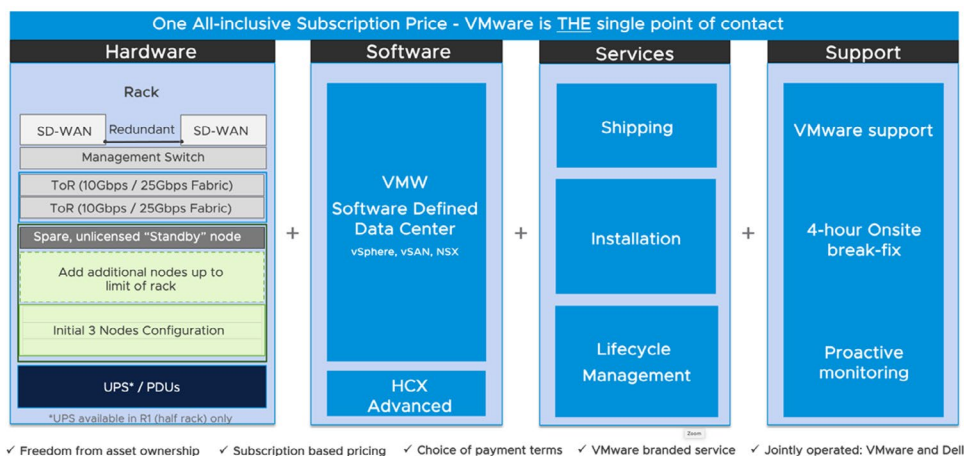 One All-inclusive Subscription Price - VMware is THE single point of contact
Hardware
Rack
SD-WAN
Redundant
SD-WAN
Management Switch
ToR (10Gbps / 25Gbps Fabric)
ToR (10Gbps / 25Gbps Fabric)
Spare, unlicensed “Standby” node
Add additional nodes up to
limit of rack
Initial 3 Nodes Configuration
UPS* / PDUs
*UPS available in R1 (half rack) only
+
Software
VMW
Software Defined
Data Center
vSphere, vSAN, NSX
HCX
Advanced
+
Services
Shipping
Installation
Lifecycle
Management
Zoom
+
Support
VMware support
4-hour Onsite
break-fix
Proactive
monitoring
✓ Freedom from asset ownership
✓ Subscription based pricing
✓ Choice of payment terms
✓ VMware branded service
✓ Jointly operated: VMware and Dell